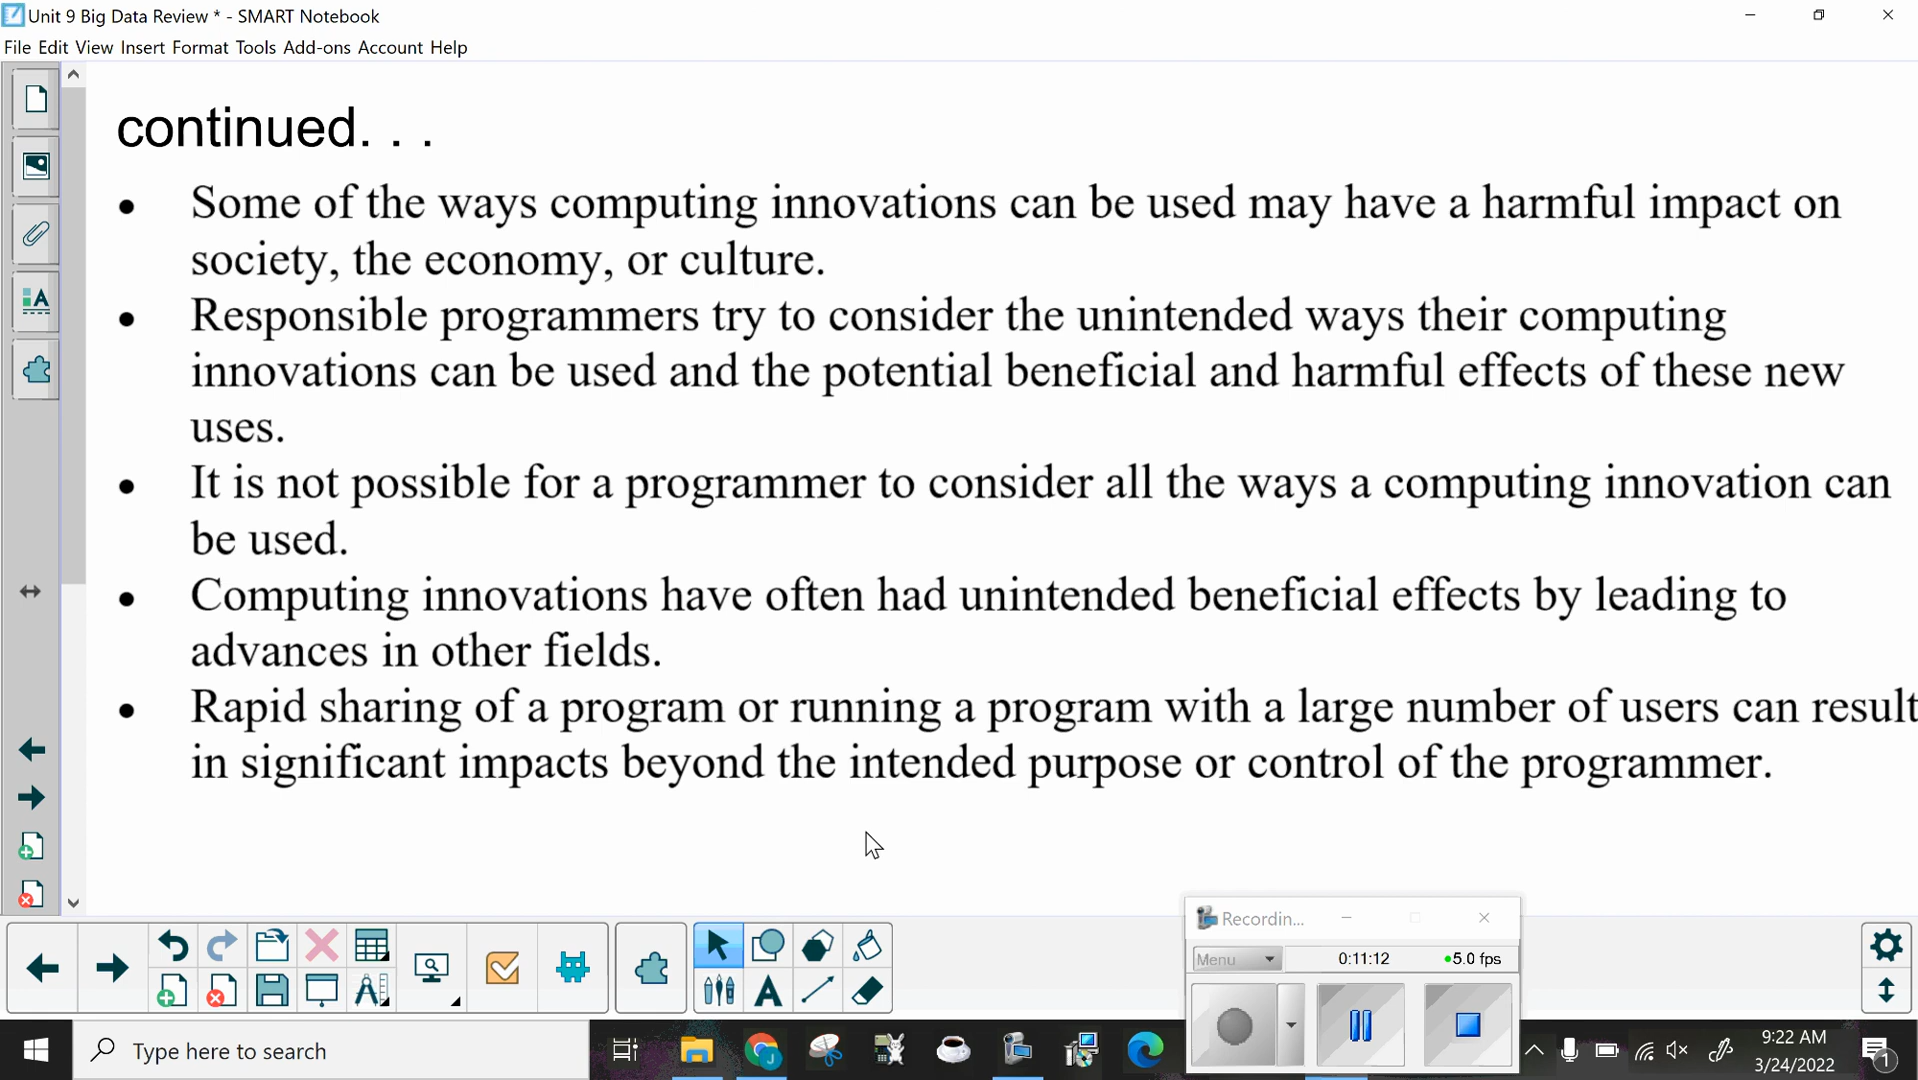 Unit 9 Big Data Review * - SMART Notebook
File Edit View Insert Format Tools Add-ons Account Help
continued. . .
• Some of the ways computing innovations can be used may have a harmful impact on
society, the economy, or culture.
• Responsible programmers try to consider the unintended ways their computing
innovations can be used and the potential beneficial and harmful effects of these new
uses.
• It is not possible for a programmer to consider all the ways a computing innovation can
be used.
• Computing innovations have often had unintended beneficial effects by leading to
advances in other fields.
• Rapid sharing of a program or running a program with a large number of users can result
in significant impacts beyond the intended purpose or control of the programmer.
Recordin...
Menu 0:11:12 5.0 fps
Type here to search
9:22 AM
3/24/2022
1